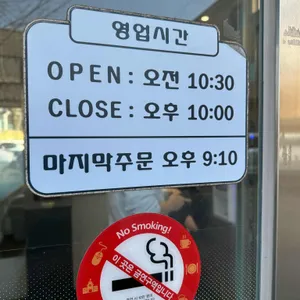 영업시간
OPEN : 오전 10:30
CLOSE : 오후 10:00
마지막주문 오후 9:10
No Smoking!
이 곳은 금연구역입니다